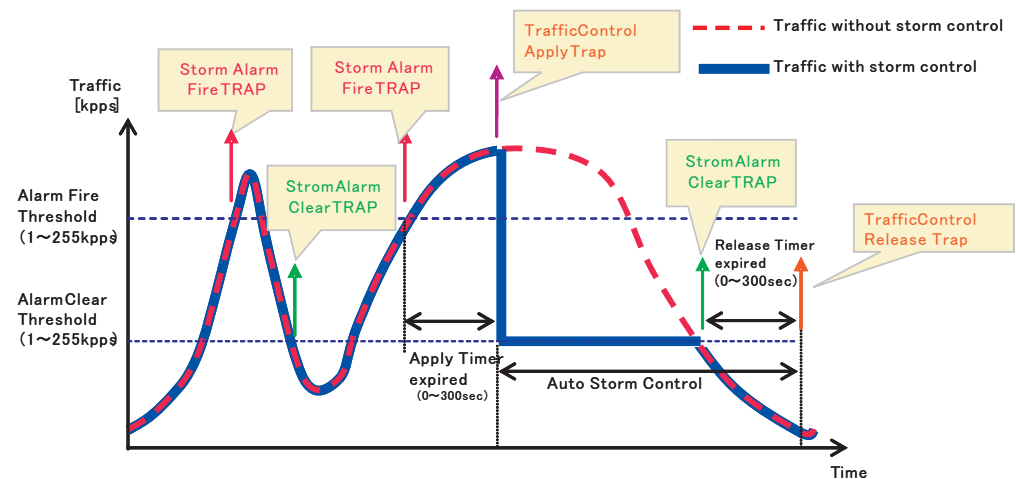 TrafficControl
ApplyTrap
Traffic without storm control
Traffic with storm control
Storm Alarm
FireTRAP
Storm Alarm
FireTRAP
Traffic
[kpps]
StromAlarm
ClearTRAP
StromAlarm
ClearTRAP
Alarm Fire
Threshold
(1～255kpps)
TrafficControl
Release Trap
Release Timer
expired
(0～300sec)
AlarmClear
Threshold
(1～255kpps)
Apply Timer
expired
(0～300sec)
Auto Storm Control
Time